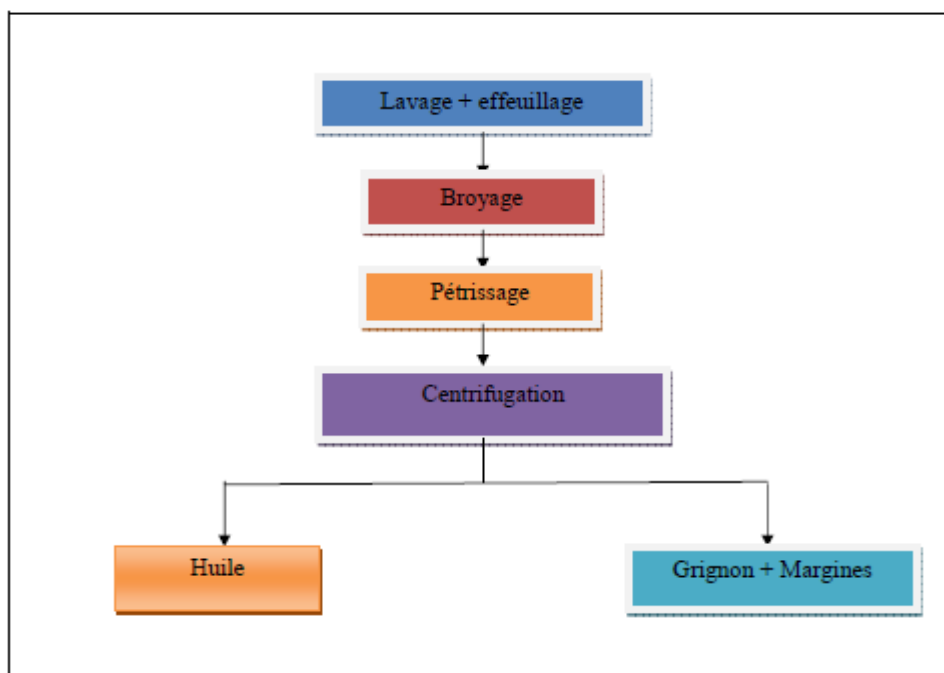 Lavage + effeuillage
Broyage
Pétrissage
Centrifugation
Huile
Grignon + Margines